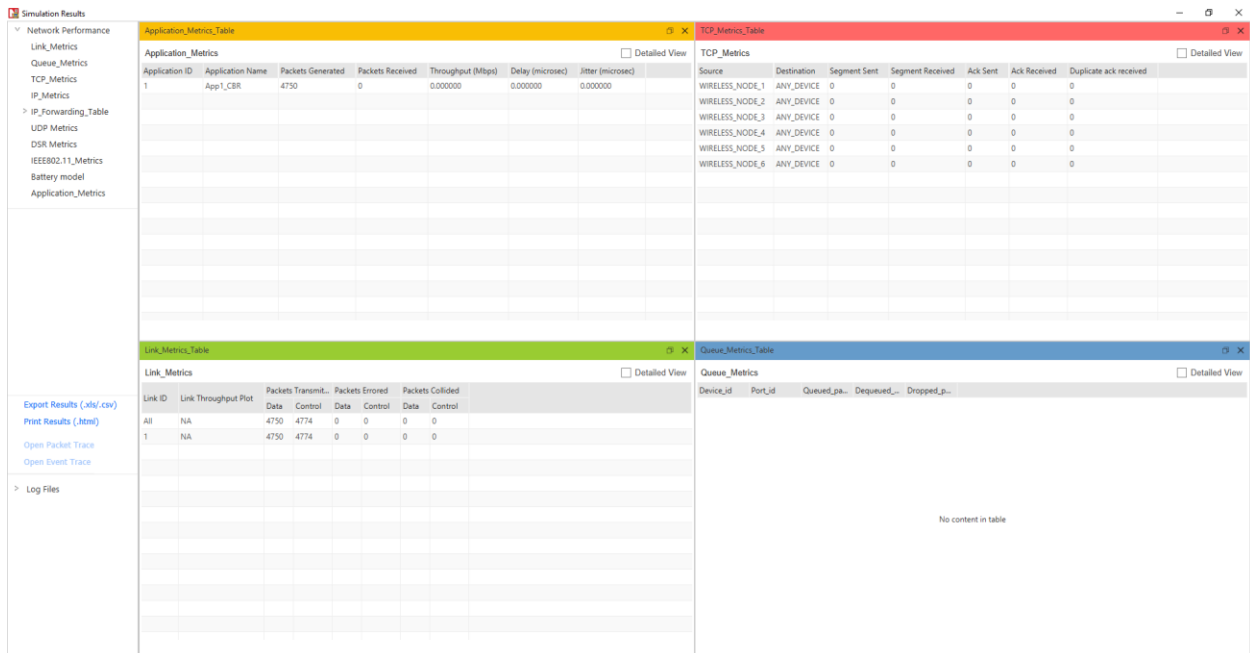 Simulation Results
Network Performance
Link_Metrics
Queue_Metrics
TCP_Metrics
IP_Metrics
> IP_Forwarding_Table
UDP Metrics
DSR Metrics
IEEE802.11_Metrics
Battery model
Application_Metrics
Export Results (.xls/.csv)
Print Results (.html)
Open Packet Trace
Open Event Trace
> Log Files
Application_Metrics_Table
Application_Metrics Detailed View
Application ID Application Name Packets Generated Packets Received Throughput (Mbps) Delay (microsec) Jitter (microsec)
1 App1_CBR 4750 0 0.000000 0.000000 0.000000
TCP_Metrics_Table
TCP_Metrics Detailed View
Source Destination Segment Sent Segment Received Ack Sent Ack Received Duplicate ack received
WIRELESS_NODE_1 ANY_DEVICE 0 0 0 0 0
WIRELESS_NODE_2 ANY_DEVICE 0 0 0 0 0
WIRELESS_NODE_3 ANY_DEVICE 0 0 0 0 0
WIRELESS_NODE_4 ANY_DEVICE 0 0 0 0 0
WIRELESS_NODE_5 ANY_DEVICE 0 0 0 0 0
WIRELESS_NODE_6 ANY_DEVICE 0 0 0 0 0
Link_Metrics_Table
Link_Metrics Detailed View
Link ID Link Throughput Plot Packets Transmit... Packets Errored Packets Collided
Data Control Data Control Data Control
All NA 4750 4774 0 0 0 0
1 NA 4750 4774 0 0 0 0
Queue_Metrics_Table
Queue_Metrics Detailed View
Device_id Port_id Queued_pa... Dequeued_... Dropped_p...
No content in table